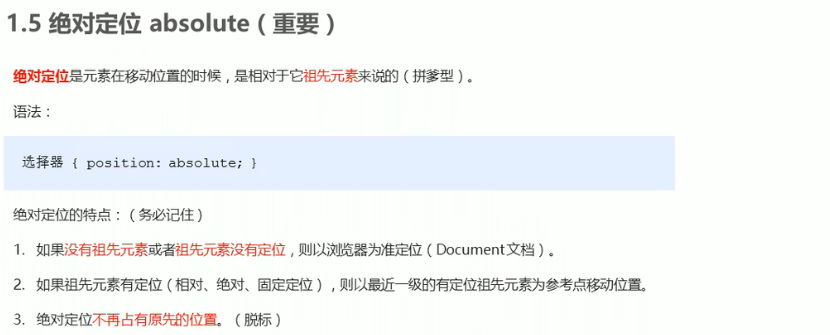 1.5 绝对定位 absolute（重要）
绝对定位是元素在移动位置的时候，是相对于它祖先元素来说的（拼爹型）。
语法：
选择器 { position: absolute; }
绝对定位的特点：（务必记住）
1. 如果没有祖先元素或者祖先元素没有定位，则以浏览器为准定位（Document文档）。
2. 如果祖先元素有定位（相对、绝对、固定定位），则以最近一级的有定位祖先元素为参考点移动位置。
3. 绝对定位不再占有原先的位置。（脱标）